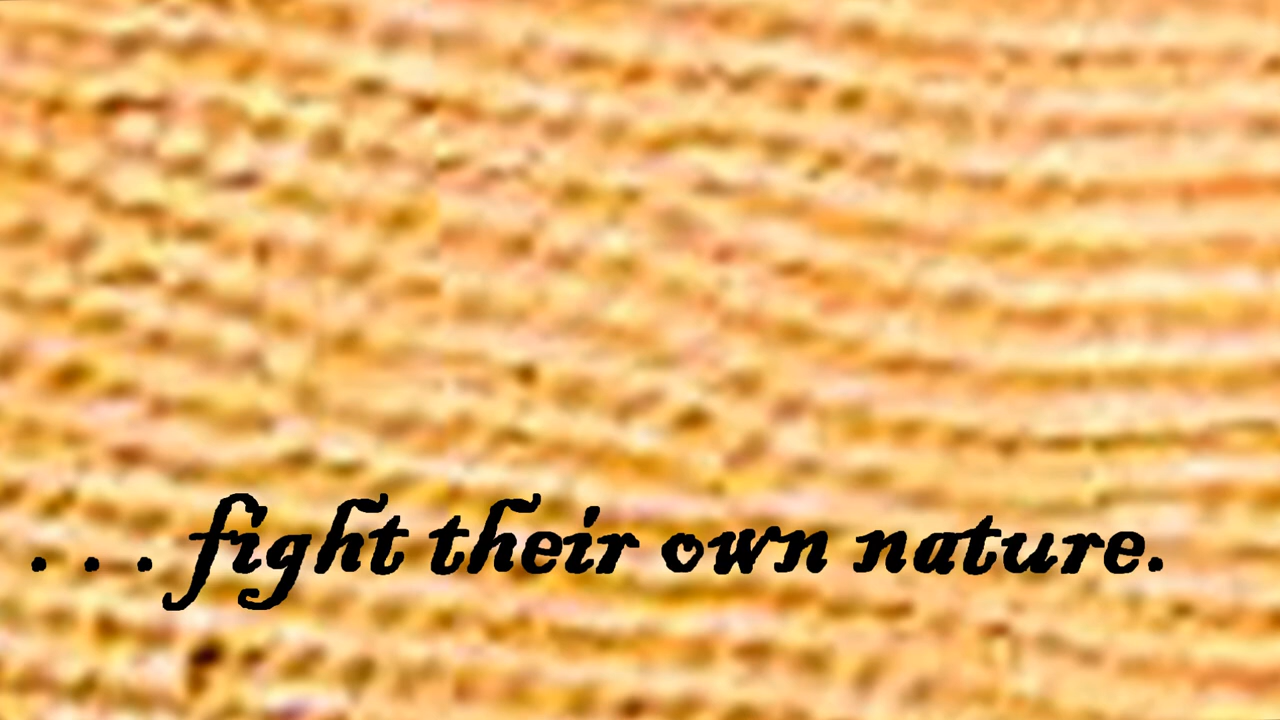 . . . fight their own nature.